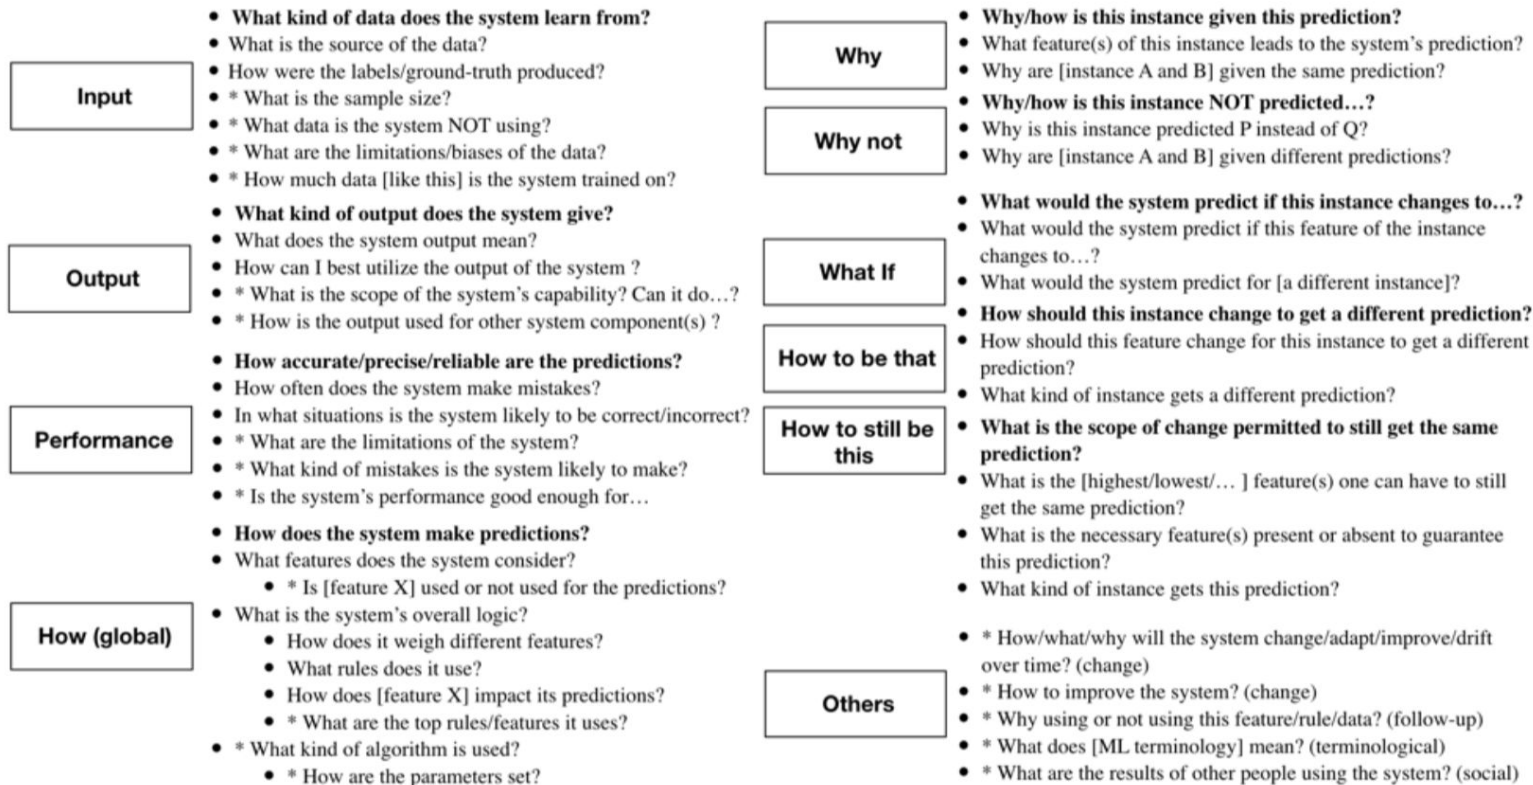 Input
• What kind of data does the system learn from?
• What is the source of the data?
• How were the labels/ground-truth produced?
• * What is the sample size?
• * What data is the system NOT using?
• * What are the limitations/biases of the data?
• * How much data [like this] is the system trained on?
Output
• What kind of output does the system give?
• What does the system output mean?
• How can I best utilize the output of the system ?
• * What is the scope of the system's capability? Can it do…?
• * How is the output used for other system component(s) ?
Performance
• How accurate/precise/reliable are the predictions?
• How often does the system make mistakes?
• In what situations is the system likely to be correct/incorrect?
• * What are the limitations of the system?
• * What kind of mistakes is the system likely to make?
• * Is the system's performance good enough for…
How (global)
• How does the system make predictions?
• What features does the system consider?
• * Is [feature X] used or not used for the predictions?
• What is the system's overall logic?
• How does it weigh different features?
• What rules does it use?
• How does [feature X] impact its predictions?
• * What are the top rules/features it uses?
• * What kind of algorithm is used?
• * How are the parameters set?
Why
• Why/how is this instance given this prediction?
• What feature(s) of this instance leads to the system's prediction?
• Why are [instance A and B] given the same prediction?
Why not
• Why/how is this instance NOT predicted…?
• Why is this instance predicted P instead of Q?
• Why are [instance A and B] given different predictions?
What If
• What would the system predict if this instance changes to…?
• What would the system predict if this feature of the instance
changes to…?
• What would the system predict for [a different instance]?
How to be that
• How should this instance change to get a different prediction?
• How should this feature change for this instance to get a different
prediction?
• What kind of instance gets a different prediction?
How to still be
this
• What is the scope of change permitted to still get the same
prediction?
• What is the [highest/lowest/… ] feature(s) one can have to still
get the same prediction?
• What is the necessary feature(s) present or absent to guarantee
this prediction?
• What kind of instance gets this prediction?
Others
• * How/what/why will the system change/adapt/improve/drift
over time? (change)
• * How to improve the system? (change)
• * Why using or not using this feature/rule/data? (follow-up)
• * What does [ML terminology] mean? (terminological)
• * What are the results of other people using the system? (social)